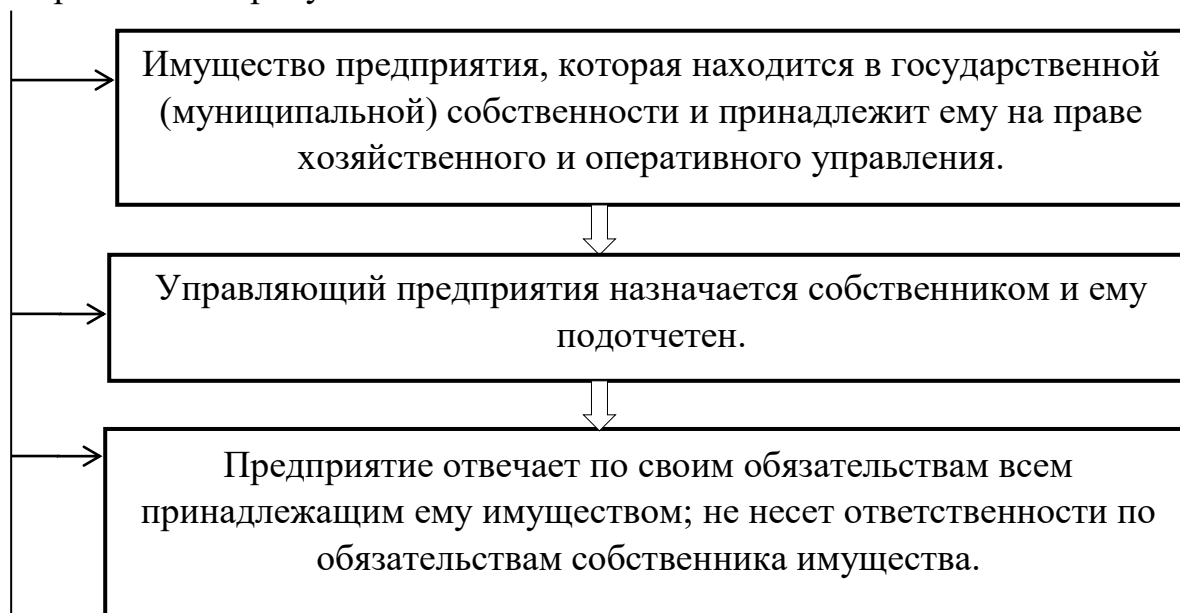 Имущество предприятия, которая находится в государственной
(муниципальной) собственности и принадлежит ему на праве
хозяйственного и оперативного управления.
Управляющий предприятия назначается собственником и ему
подотчетен.
Предприятие отвечает по своим обязательствам всем
принадлежащим ему имуществом; не несет ответственности по
обязательствам собственника имущества.